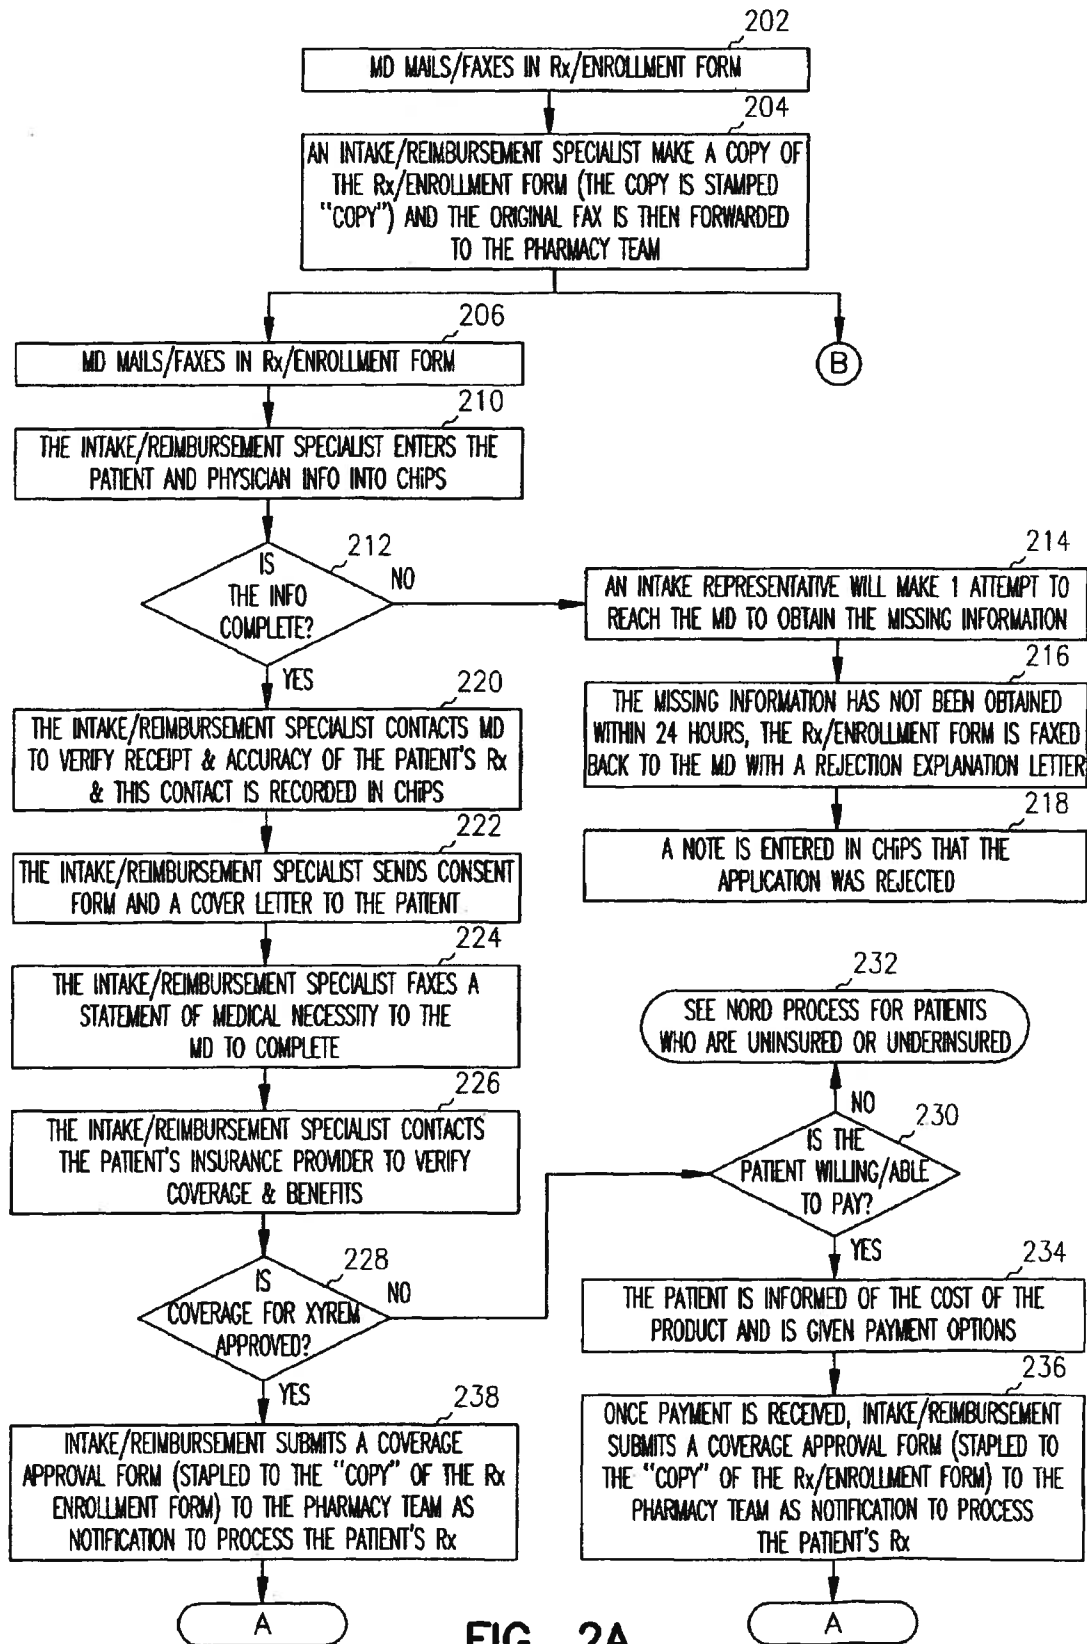 202
MD MAILS/FAXES IN Rx/ENROLLMENT FORM
204
AN INTAKE/REIMBURSEMENT SPECIALIST MAKE A COPY OF
THE Rx/ENROLLMENT FORM (THE COPY IS STAMPED
"COPY") AND THE ORIGINAL FAX IS THEN FORWARDED
TO THE PHARMACY TEAM
206
MD MAILS/FAXES IN Rx/ENROLLMENT FORM
B
210
THE INTAKE/REIMBURSEMENT SPECIALIST ENTERS THE
PATIENT AND PHYSICIAN INFO INTO CHiPS
212
IS
THE INFO
COMPLETE?
NO
YES
214
AN INTAKE REPRESENTATIVE WILL MAKE 1 ATTEMPT TO
REACH THE MD TO OBTAIN THE MISSING INFORMATION
216
THE MISSING INFORMATION HAS NOT BEEN OBTAINED
WITHIN 24 HOURS, THE Rx/ENROLLMENT FORM IS FAXED
BACK TO THE MD WITH A REJECTION EXPLANATION LETTER
218
A NOTE IS ENTERED IN CHiPS THAT THE
APPLICATION WAS REJECTED
220
THE INTAKE/REIMBURSEMENT SPECIALIST CONTACTS MD
TO VERIFY RECEIPT & ACCURACY OF THE PATIENT'S Rx
& THIS CONTACT IS RECORDED IN CHiPS
222
THE INTAKE/REIMBURSEMENT SPECIALIST SENDS CONSENT
FORM AND A COVER LETTER TO THE PATIENT
224
THE INTAKE/REIMBURSEMENT SPECIALIST FAXES A
STATEMENT OF MEDICAL NECESSITY TO THE
MD TO COMPLETE
226
THE INTAKE/REIMBURSEMENT SPECIALIST CONTACTS
THE PATIENT'S INSURANCE PROVIDER TO VERIFY
COVERAGE & BENEFITS
228
IS
COVERAGE FOR XYREM
APPROVED?
NO
YES
232
SEE NORD PROCESS FOR PATIENTS
WHO ARE UNINSURED OR UNDERINSURED
NO
230
IS THE
PATIENT WILLING/ABLE
TO PAY?
YES
234
THE PATIENT IS INFORMED OF THE COST OF THE
PRODUCT AND IS GIVEN PAYMENT OPTIONS
236
ONCE PAYMENT IS RECEIVED, INTAKE/REIMBURSEMENT
SUBMITS A COVERAGE APPROVAL FORM (STAPLED TO
THE "COPY" OF THE Rx/ENROLLMENT FORM) TO THE
PHARMACY TEAM AS NOTIFICATION TO PROCESS
THE PATIENT'S Rx
A
238
INTAKE/REIMBURSEMENT SUBMITS A COVERAGE
APPROVAL FORM (STAPLED TO THE "COPY" OF THE Rx
ENROLLMENT FORM) TO THE PHARMACY TEAM AS
NOTIFICATION TO PROCESS THE PATIENT'S Rx
A
FIG. 2A